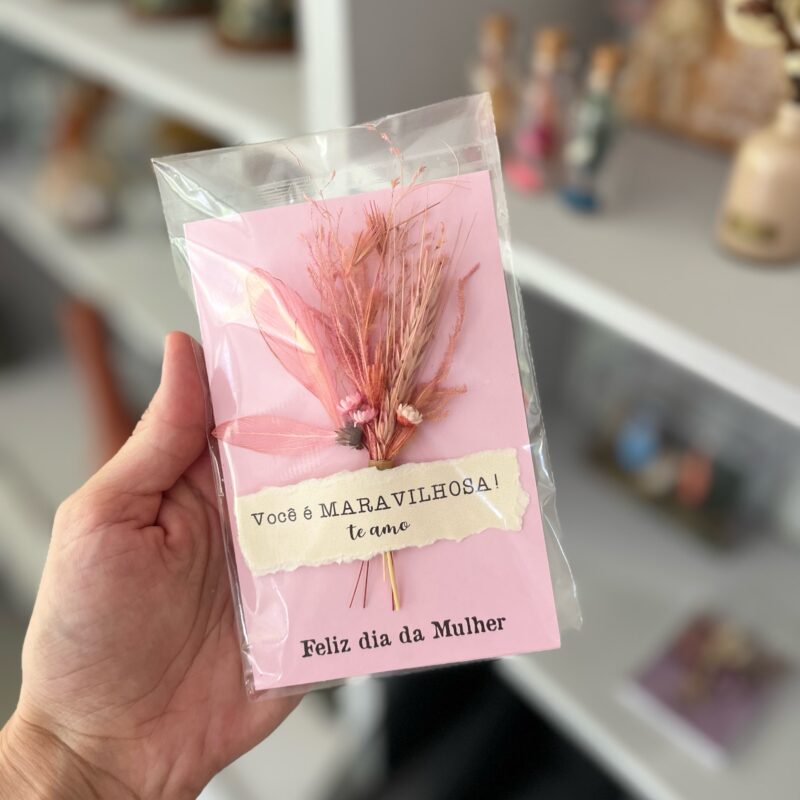 Você é MARAVILHOSA!
te amo
Feliz dia da Mulher